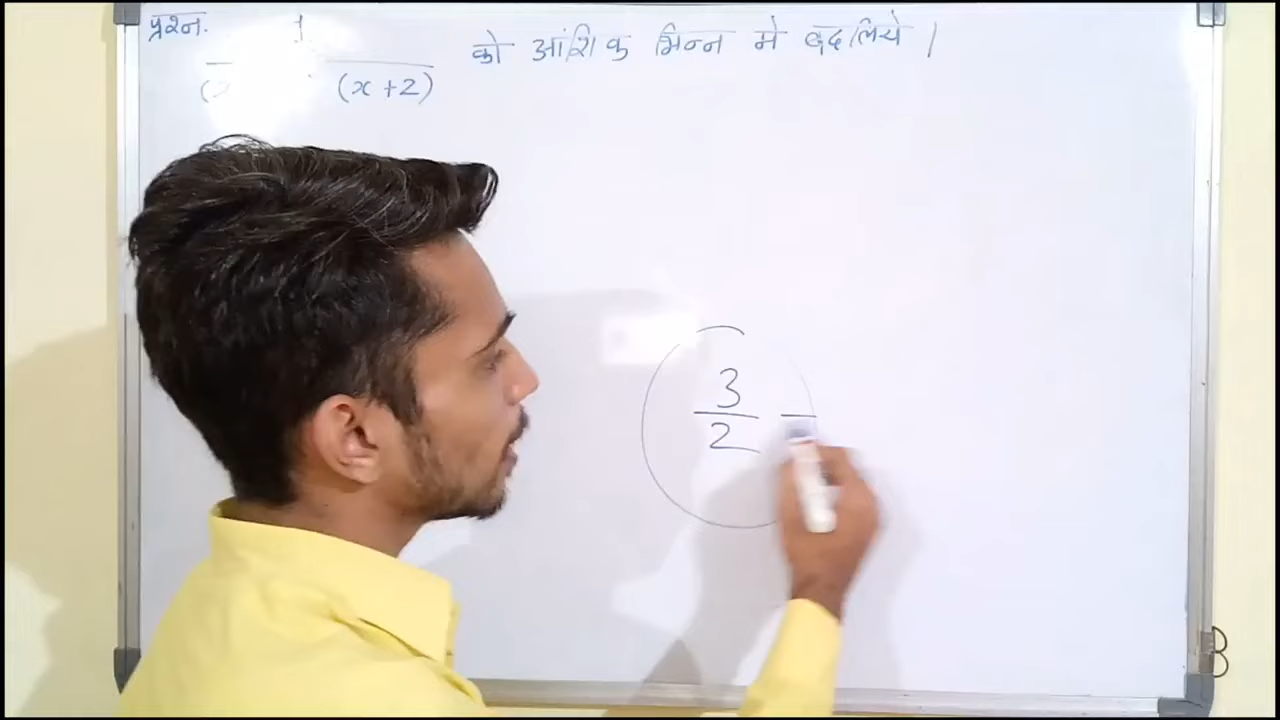 प्रश्न. 1
(x (x+2) को आंशिक भिन्न मे बदलिये।
3
2